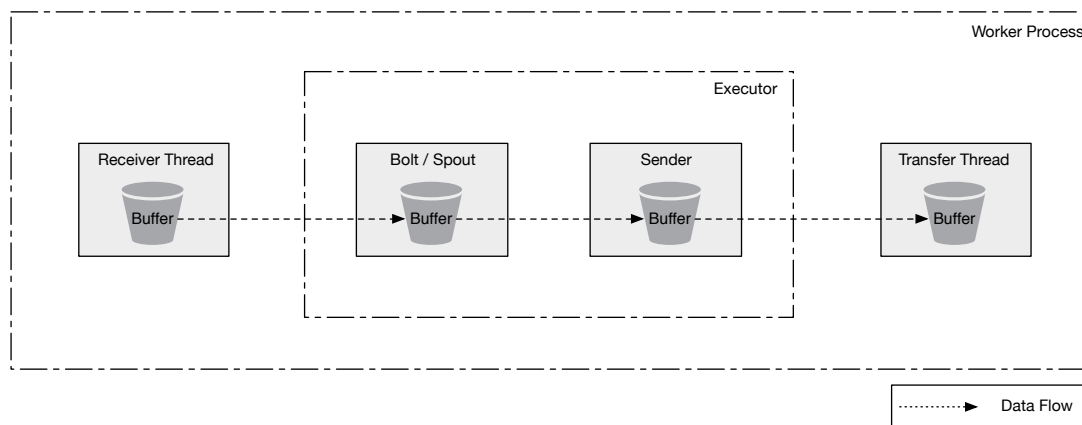 Worker Process
Executor
Receiver Thread
Bolt / Spout
Sender
Transfer Thread
Buffer
Buffer
Buffer
Buffer
Data Flow